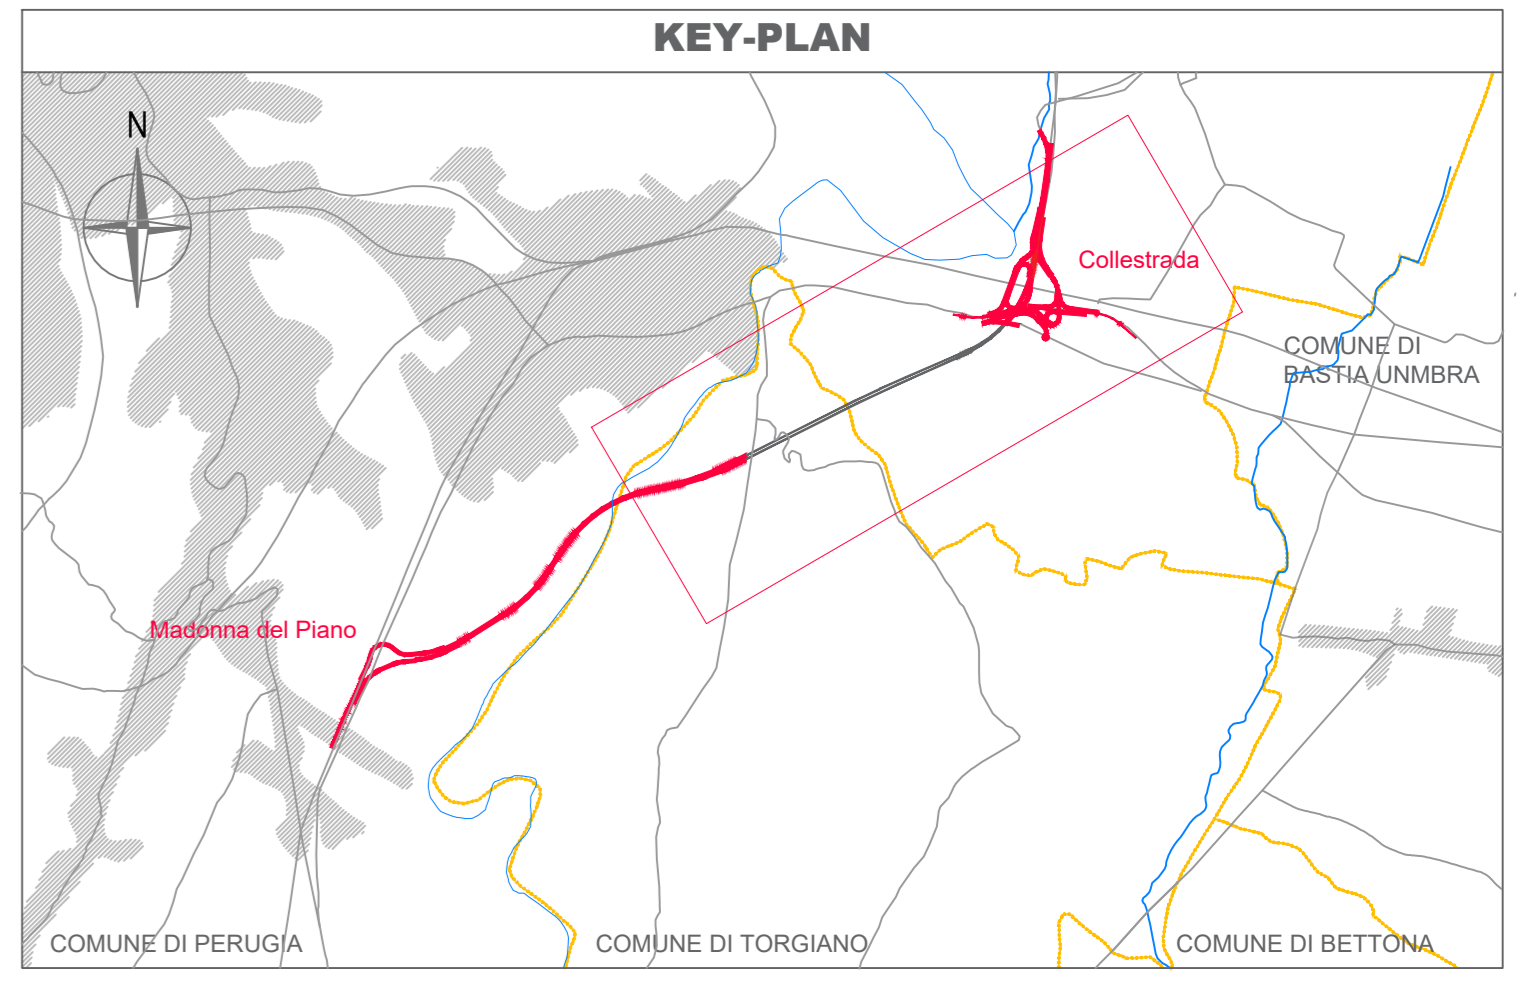 KEY-PLAN
N
Collestrada
COMUNE DI
BASTIA UNMBRA
Madonna del Piano
COMUNE DI PERUGIA
COMUNE DI TORGIANO
COMUNE DI BETTONA